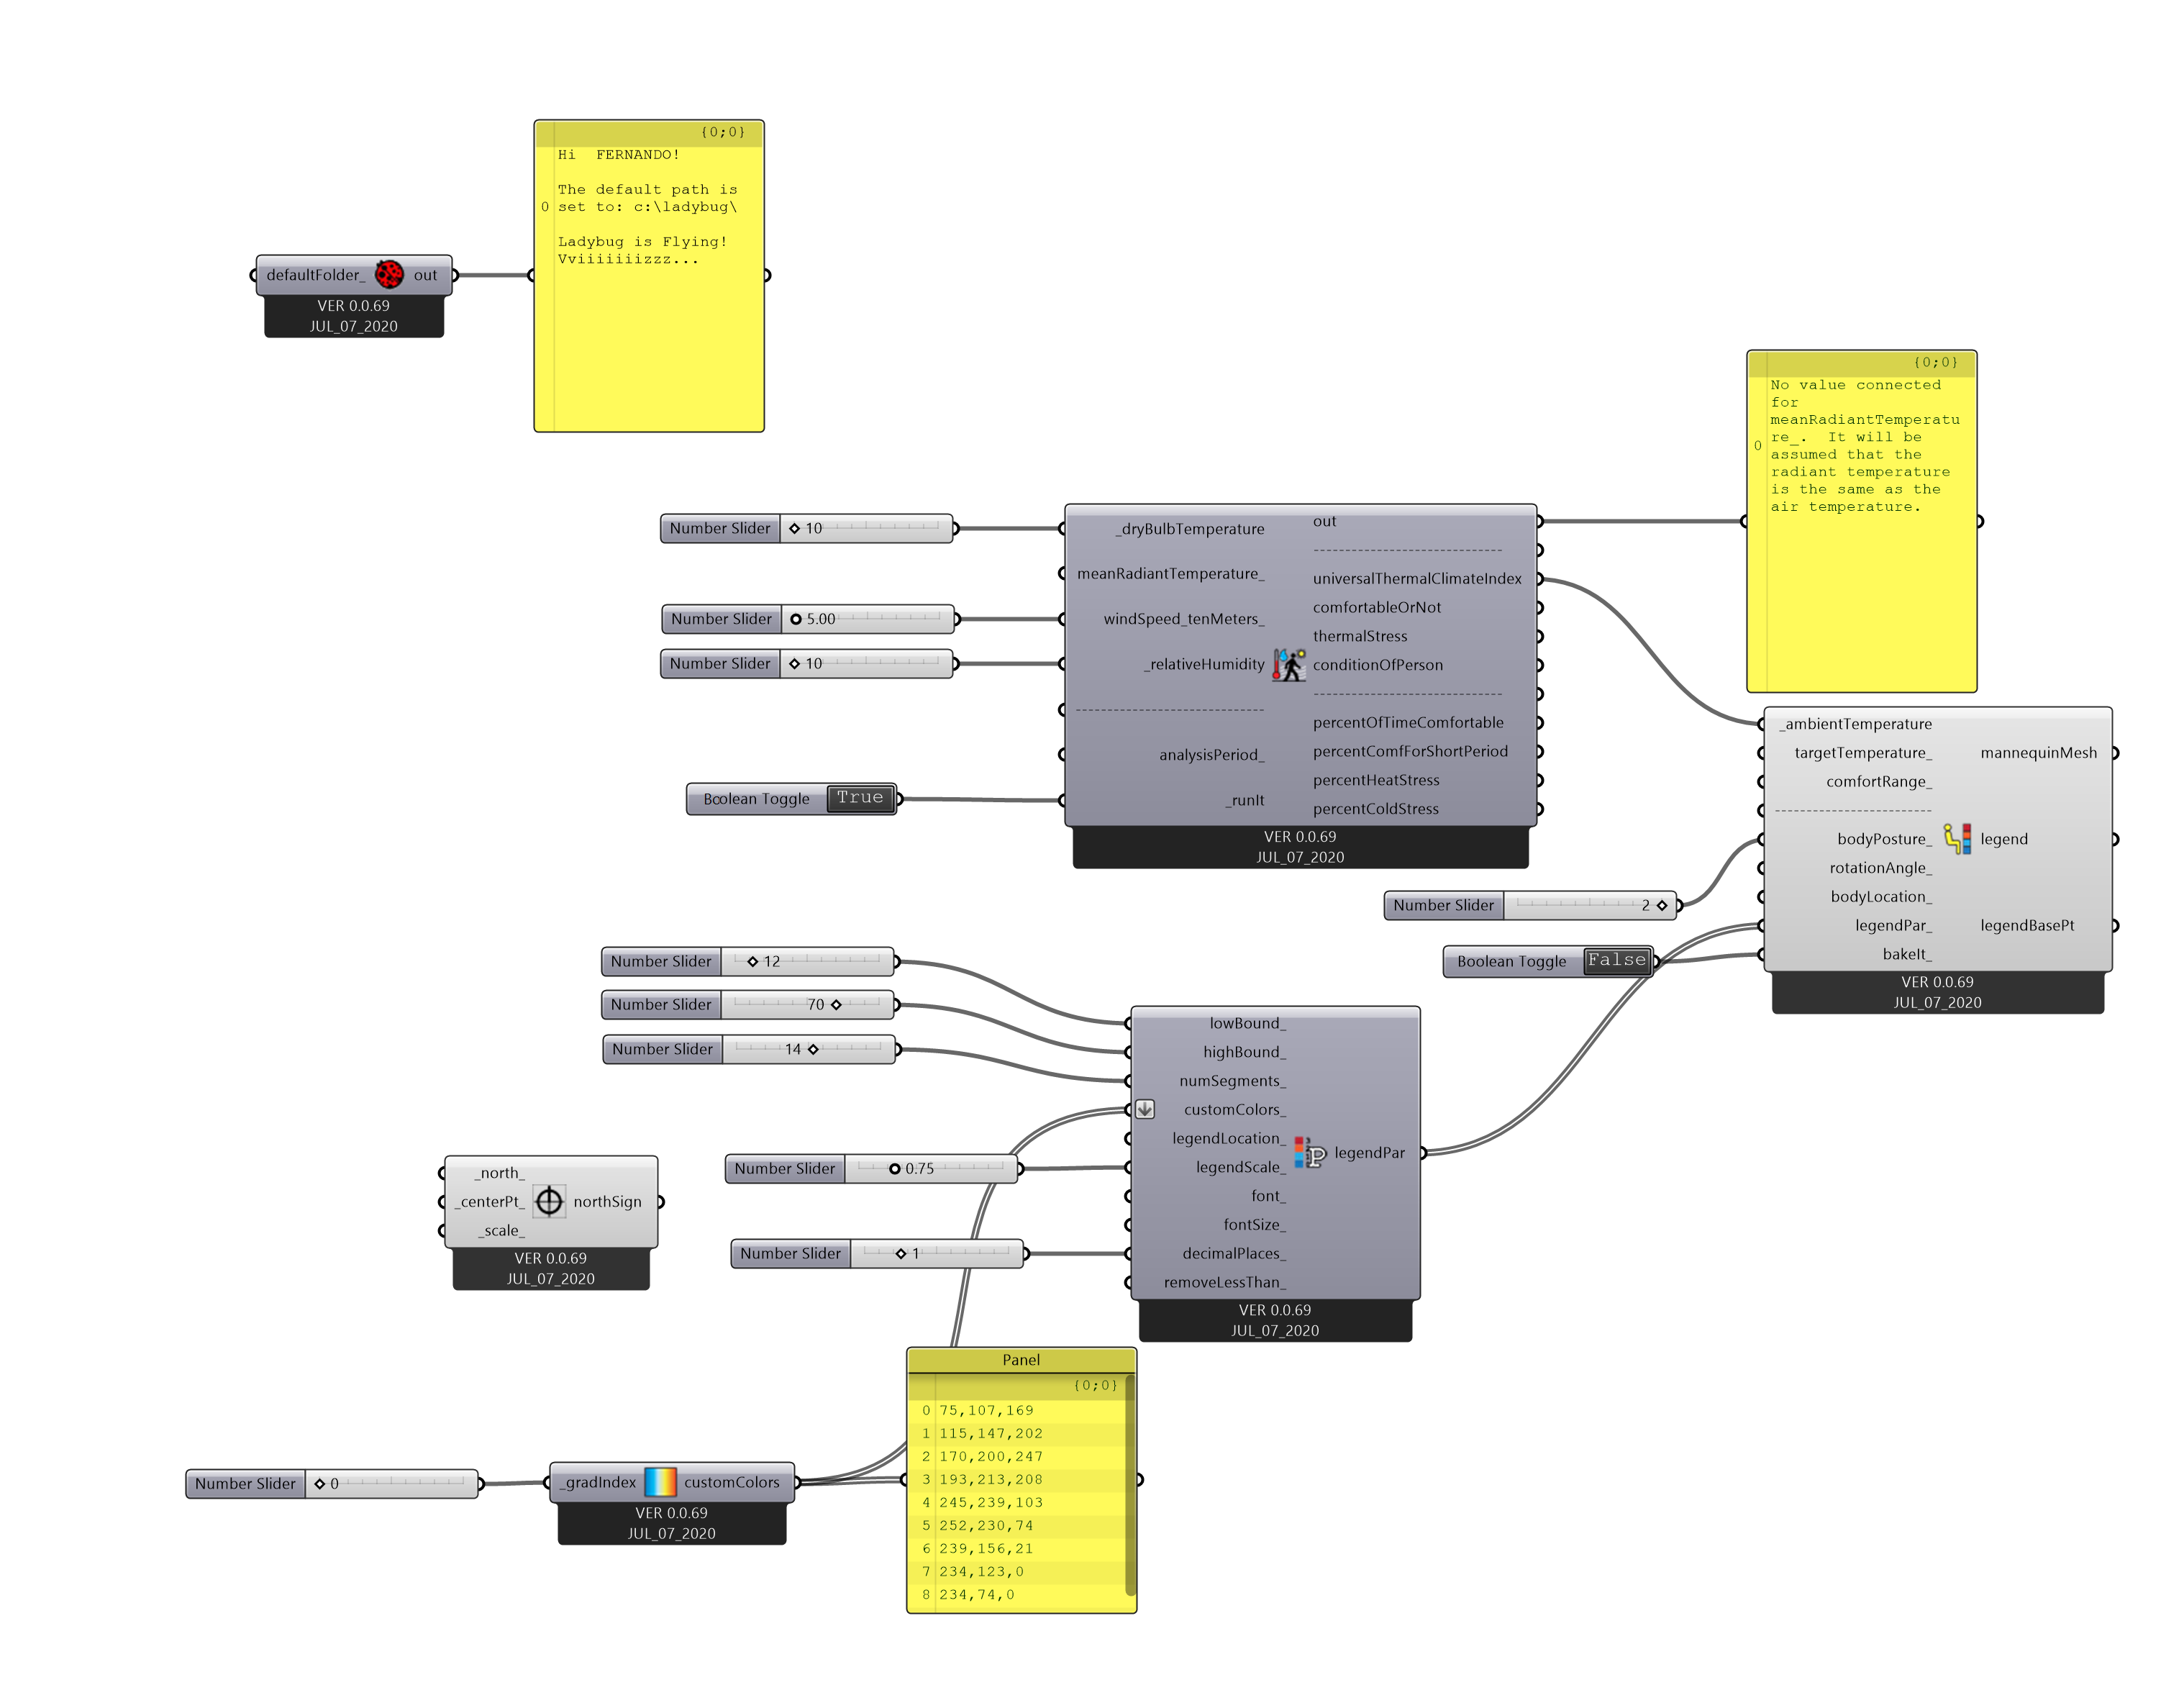 {0;0}
Hi  FERNANDO!
The default path is
0 set to: c:\ladybug\
Ladybug is Flying!
Vviiiiiiizzz...
defaultFolder_ out
VER 0.0.69
JUL_07_2020
{0;0}
No value connected
for
meanRadiantTemperatu
re_.  It will be
0
assumed that the
radiant temperature
is the same as the
air temperature.
Number Slider 10
Number Slider 5.00
Number Slider 10
Boolean Toggle True
_dryBulbTemperature
meanRadiantTemperature_
windSpeed_tenMeters_
_relativeHumidity
---------------------------
analysisPeriod_
_runIt
out
---------------------------
universalThermalClimateIndex
comfortableOrNot
thermalStress
conditionOfPerson
---------------------------
percentOfTimeComfortable
percentComfForShortPeriod
percentHeatStress
percentColdStress
VER 0.0.69
JUL_07_2020
_ambientTemperature
targetTemperature_
comfortRange_
---------------------------
bodyPosture_
rotationAngle_
bodyLocation_
legendPar_
bakeIt_
mannequinMesh
legend
legendBasePt
VER 0.0.69
JUL_07_2020
Number Slider 2
Boolean Toggle False
Number Slider 12
Number Slider 70
Number Slider 14
lowBound_
highBound_
numSegments_
customColors_
legendLocation_
legendScale_
font_
fontSize_
decimalPlaces_
removeLessThan_
P
legendPar
VER 0.0.69
JUL_07_2020
Number Slider 0.75
Number Slider 1
_north_
_centerPt_
_scale_
northSign
VER 0.0.69
JUL_07_2020
Number Slider 0
_gradIndex customColors
VER 0.0.69
JUL_07_2020
Panel
{0;0}
0 75,107,169
1 115,147,202
2 170,200,247
3 193,213,208
4 245,239,103
5 252,230,74
6 239,156,21
7 234,123,0
8 234,74,0